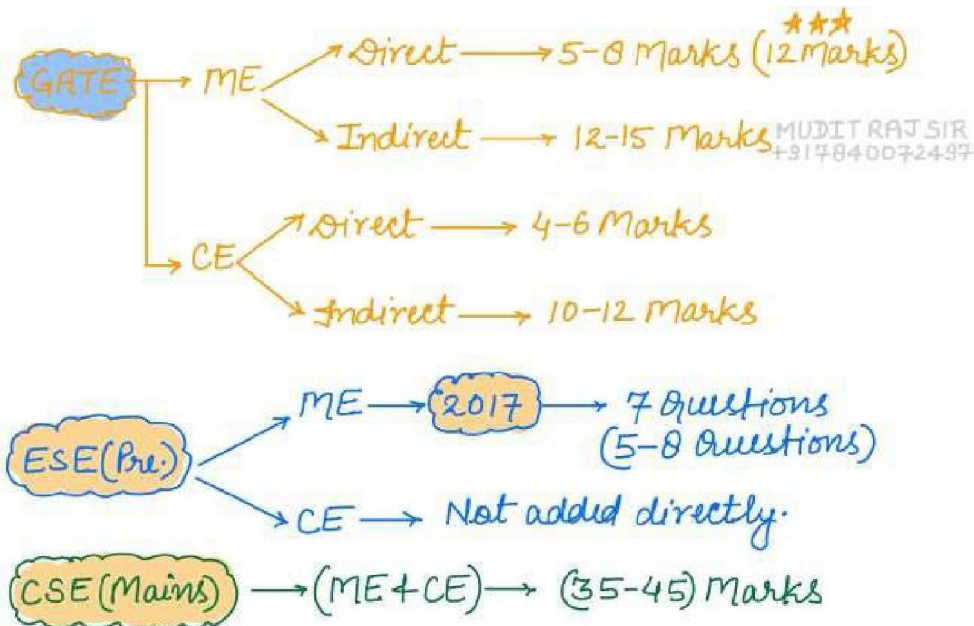 GATE → ME → Direct → 5-8 Marks (12 Marks)
→ Indirect → 12-15 Marks
MUDIT RAJ SIR
+917840072497
→ CE → Direct → 4-6 Marks
→ Indirect → 10-12 Marks
ESE (Pre.) → ME → 2017 → 7 Questions
(5-8 Questions)
→ CE → Not added directly.
CSE (Mains) → (ME & CE) → (35-45) Marks